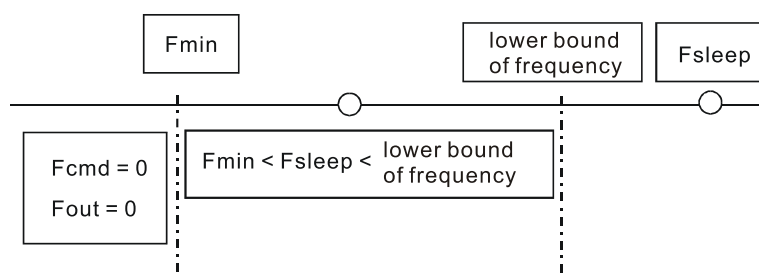 Fmin
lower bound
of frequency
Fsleep
Fcmd = 0
Fout = 0
Fmin < Fsleep < lower bound
of frequency